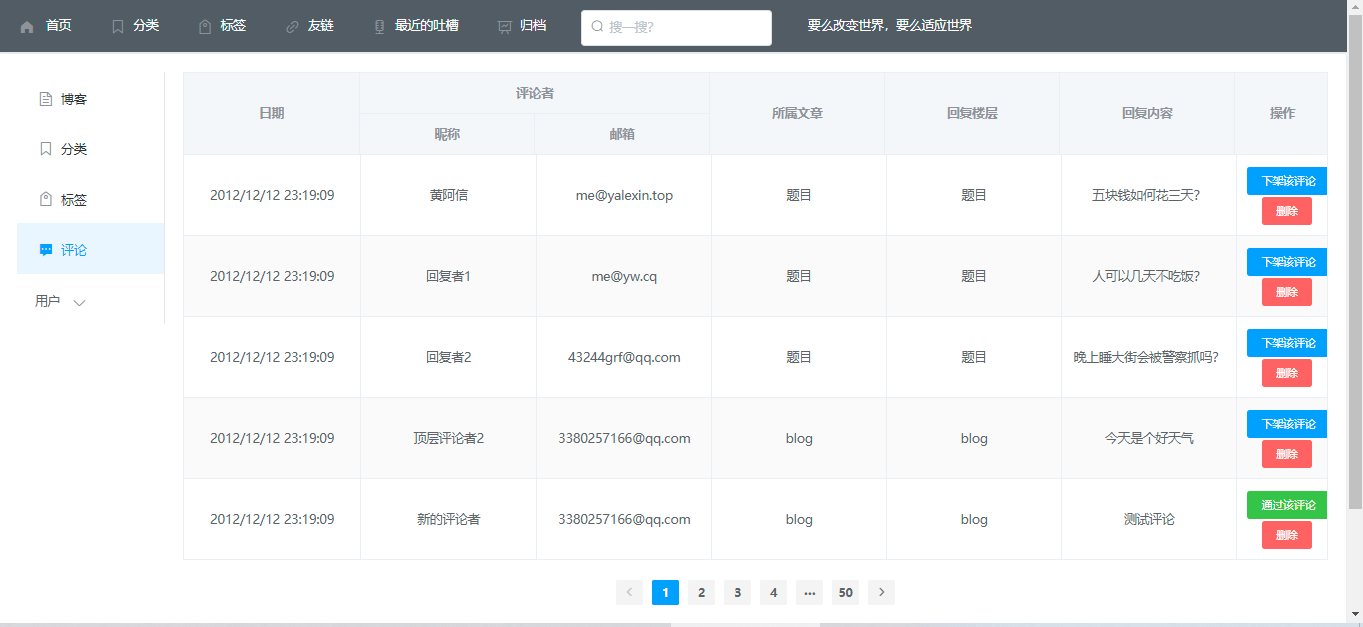 首页 分类 标签 友链 最近的吐槽 归档 搜一搜? 要么改变世界，要么适应世界
博客
分类
标签
评论
用户
日期 评论者 所属文章 回复楼层 回复内容 操作
昵称 邮箱
2012/12/12 23:19:09 黄阿信 me@yalexin.top 题目 题目 五块钱如何花三天? 下架该评论
删除
2012/12/12 23:19:09 回复者1 me@yw.cq 题目 题目 人可以几天不吃饭? 下架该评论
删除
2012/12/12 23:19:09 回复者2 43244grf@qq.com 题目 题目 晚上睡大街会被警察抓吗? 下架该评论
删除
2012/12/12 23:19:09 顶层评论者2 3380257166@qq.com blog blog 今天是个好天气 下架该评论
删除
2012/12/12 23:19:09 新的评论者 3380257166@qq.com blog blog 测试评论 通过该评论
删除
1 2 3 4 ... 50